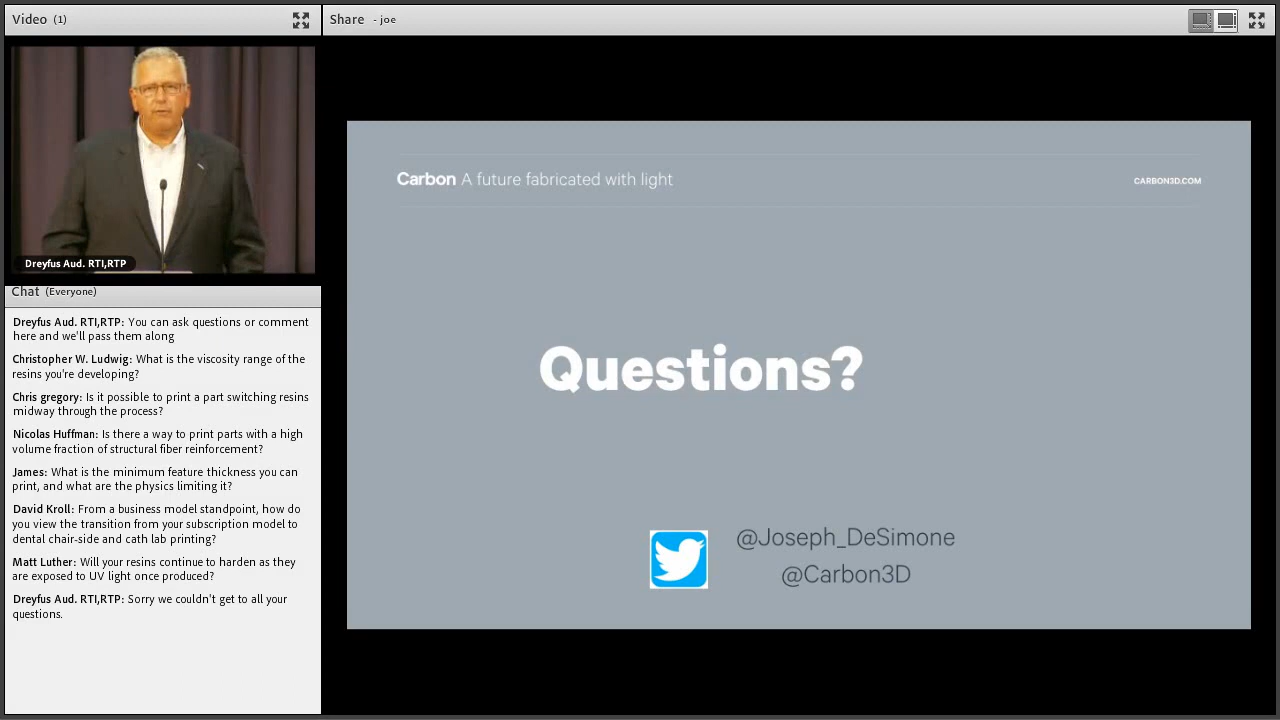 Video (1)
Share - joe
Dreyfus Aud. RTI,RTP
Chat (Everyone)
Dreyfus Aud. RTI,RTP: You can ask questions or comment
here and we'll pass them along
Christopher W. Ludwig: What is the viscosity range of the
resins you're developing?
Chris gregory: Is it possible to print a part switching resins
midway through the process?
Nicolas Huffman: Is there a way to print parts with a high
volume fraction of structural fiber reinforcement?
James: What is the minimum feature thickness you can
print, and what are the physics limiting it?
David Kroll: From a business model standpoint, how do
you view the transition from your subscription model to
dental chair-side and cath lab printing?
Matt Luther: Will your resins continue to harden as they
are exposed to UV light once produced?
Dreyfus Aud. RTI,RTP: Sorry we couldn't get to all your
questions.
Carbon A future fabricated with light
CARBON3D.COM
Questions?
@Joseph_DeSimone
@Carbon3D